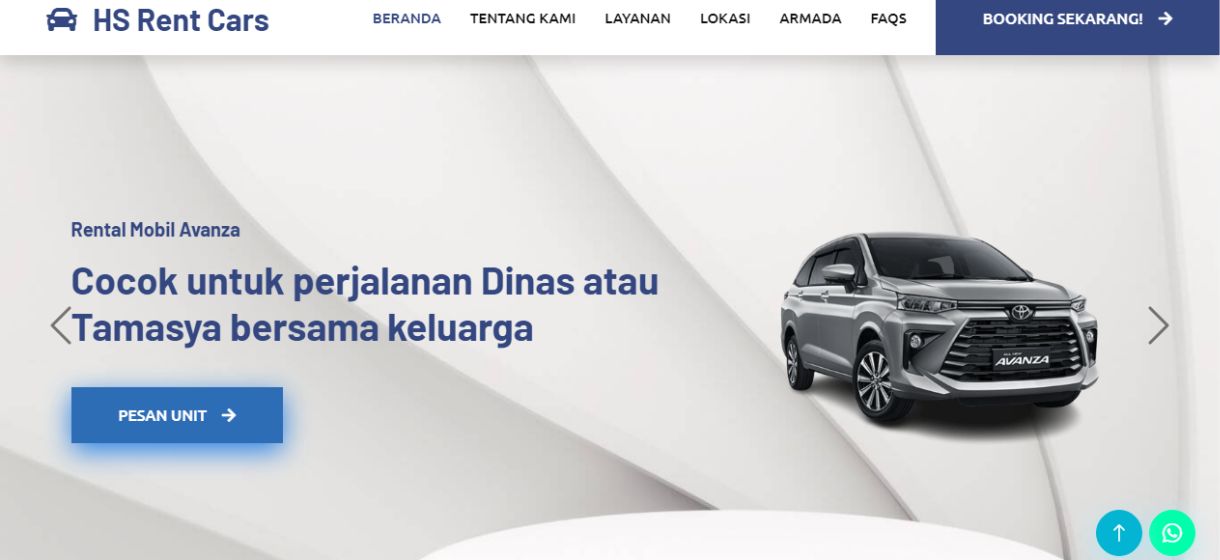 HS Rent Cars
BERANDA TENTANG KAMI LAYANAN LOKASI ARMADA FAQS
BOOKING SEKARANG!
Rental Mobil Avanza
Cocok untuk perjalanan Dinas atau
Tamasya bersama keluarga
PESAN UNIT
AVANZA